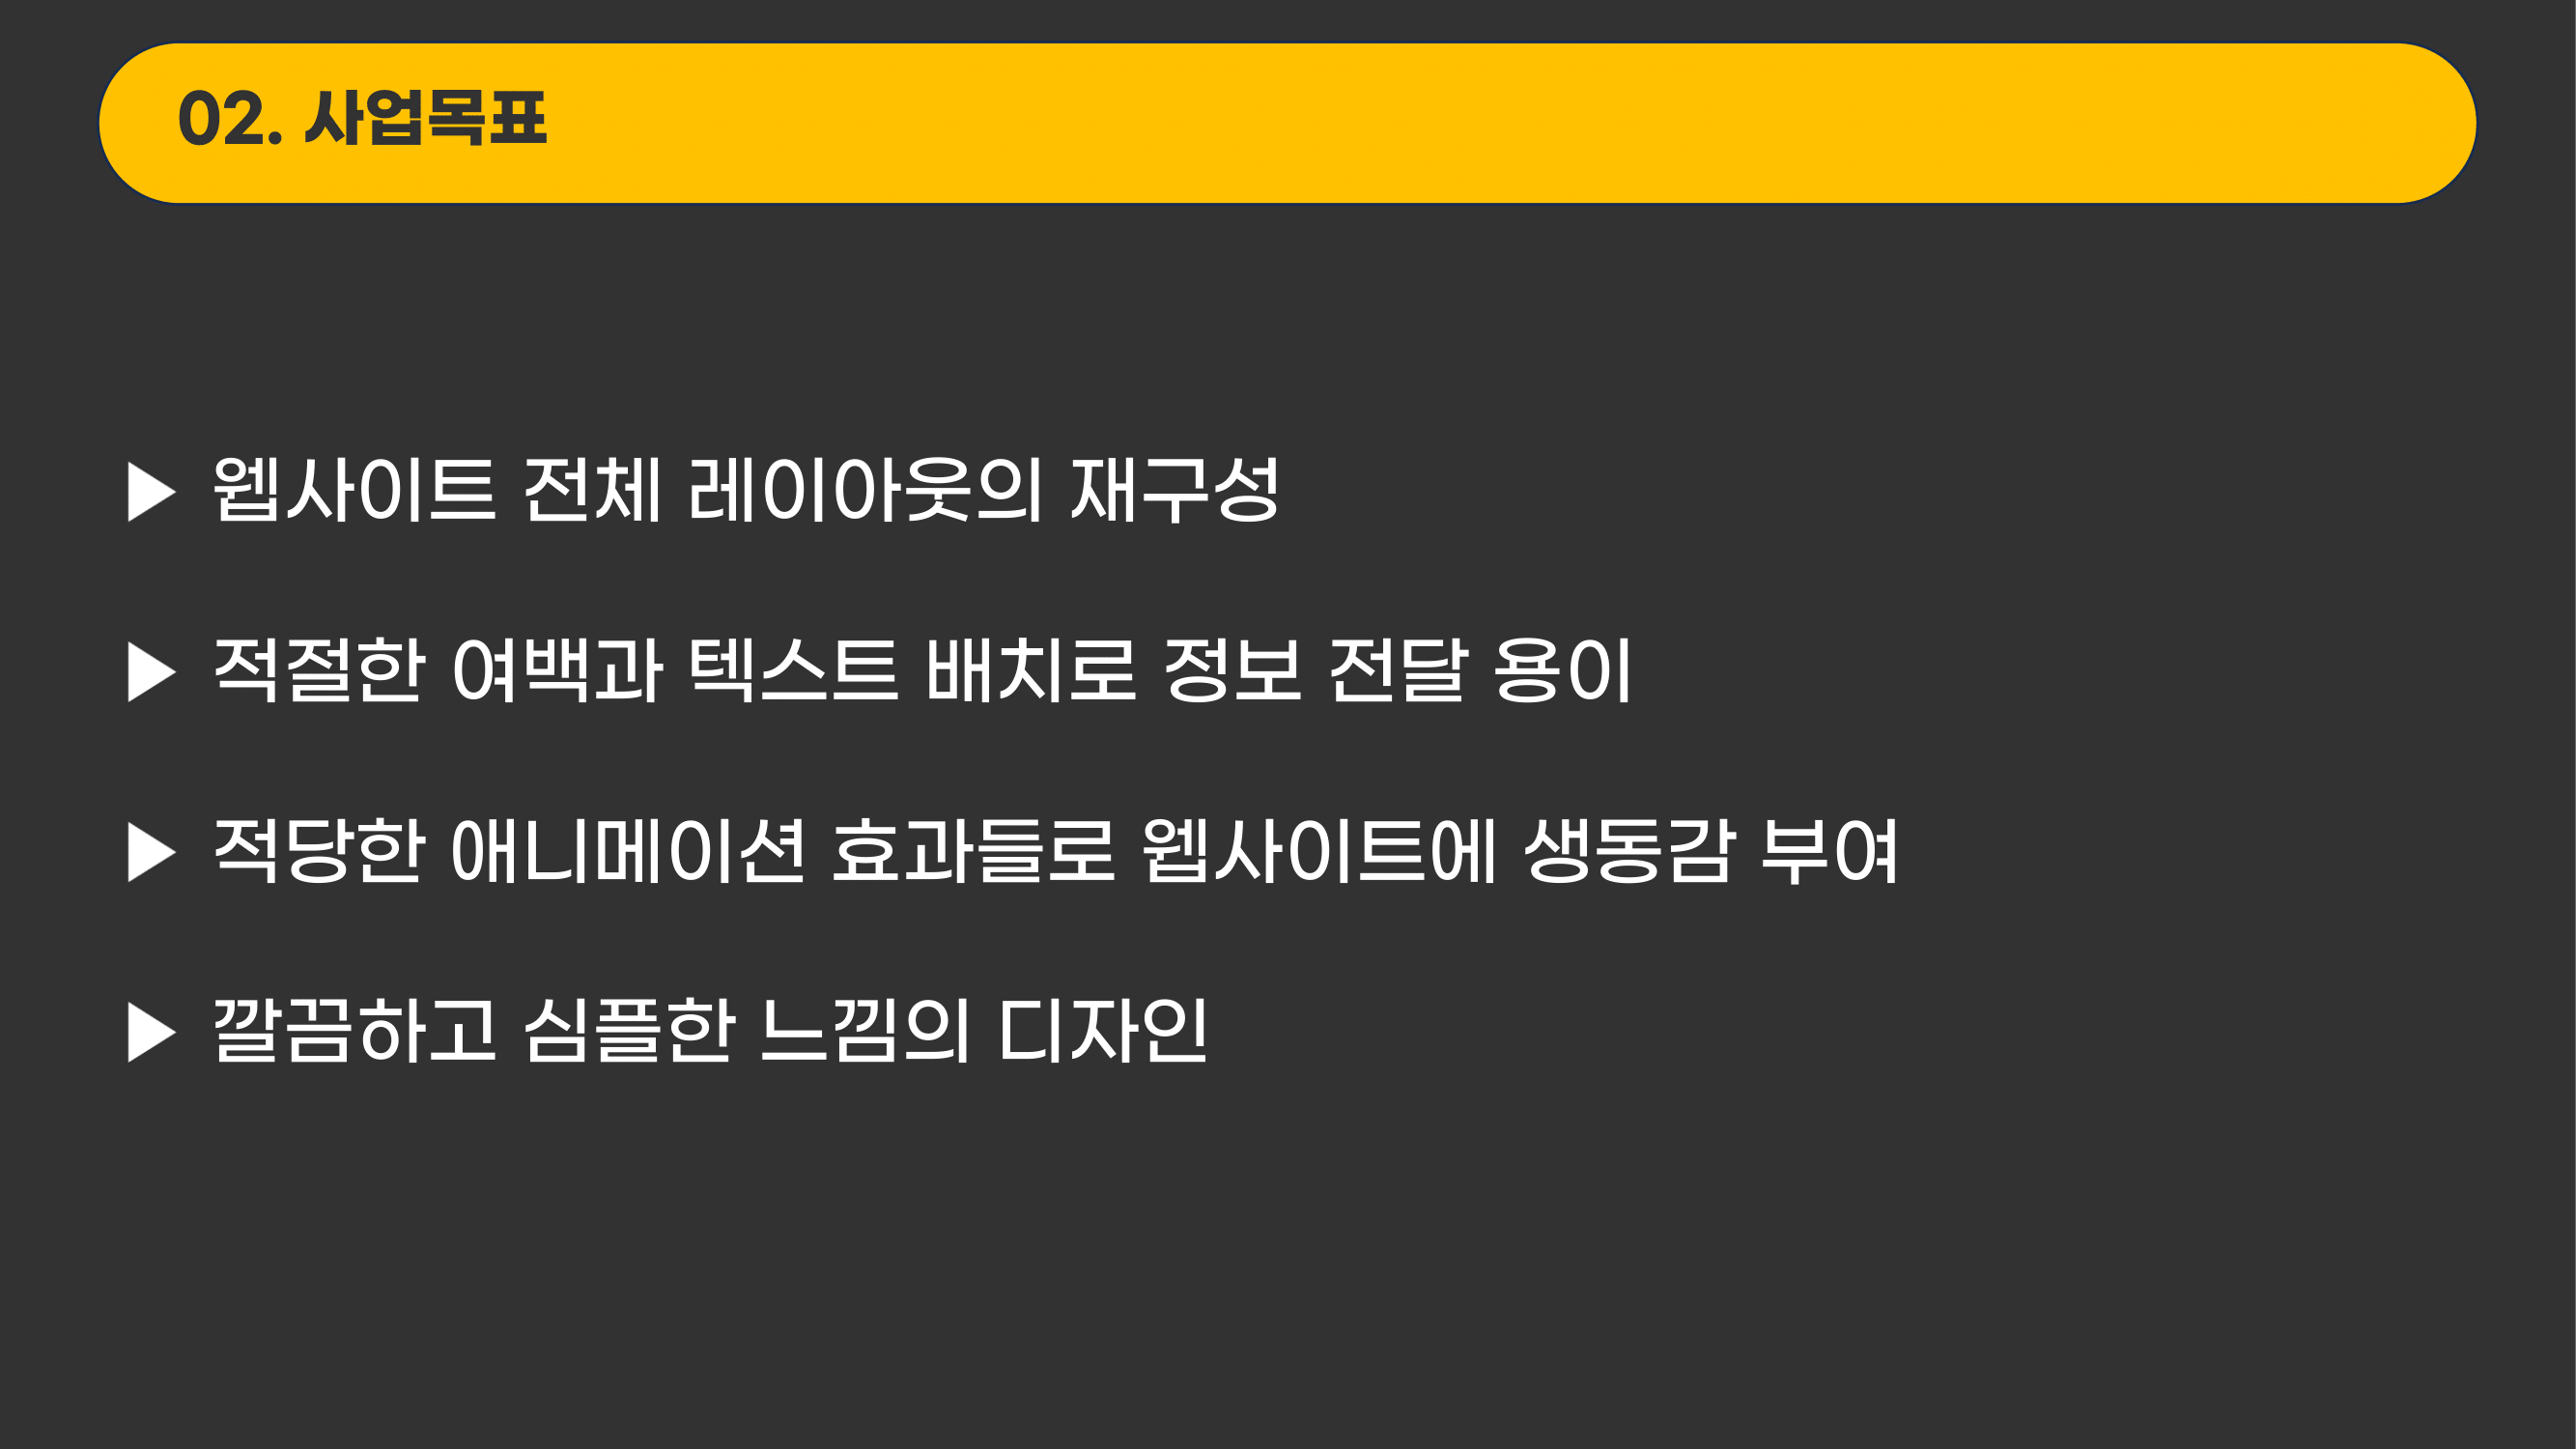 02. 사업목표
▶ 웹사이트 전체 레이아웃의 재구성
▶ 적절한 여백과 텍스트 배치로 정보 전달 용이
▶ 적당한 애니메이션 효과들로 웹사이트에 생동감 부여
▶ 깔끔하고 심플한 느낌의 디자인